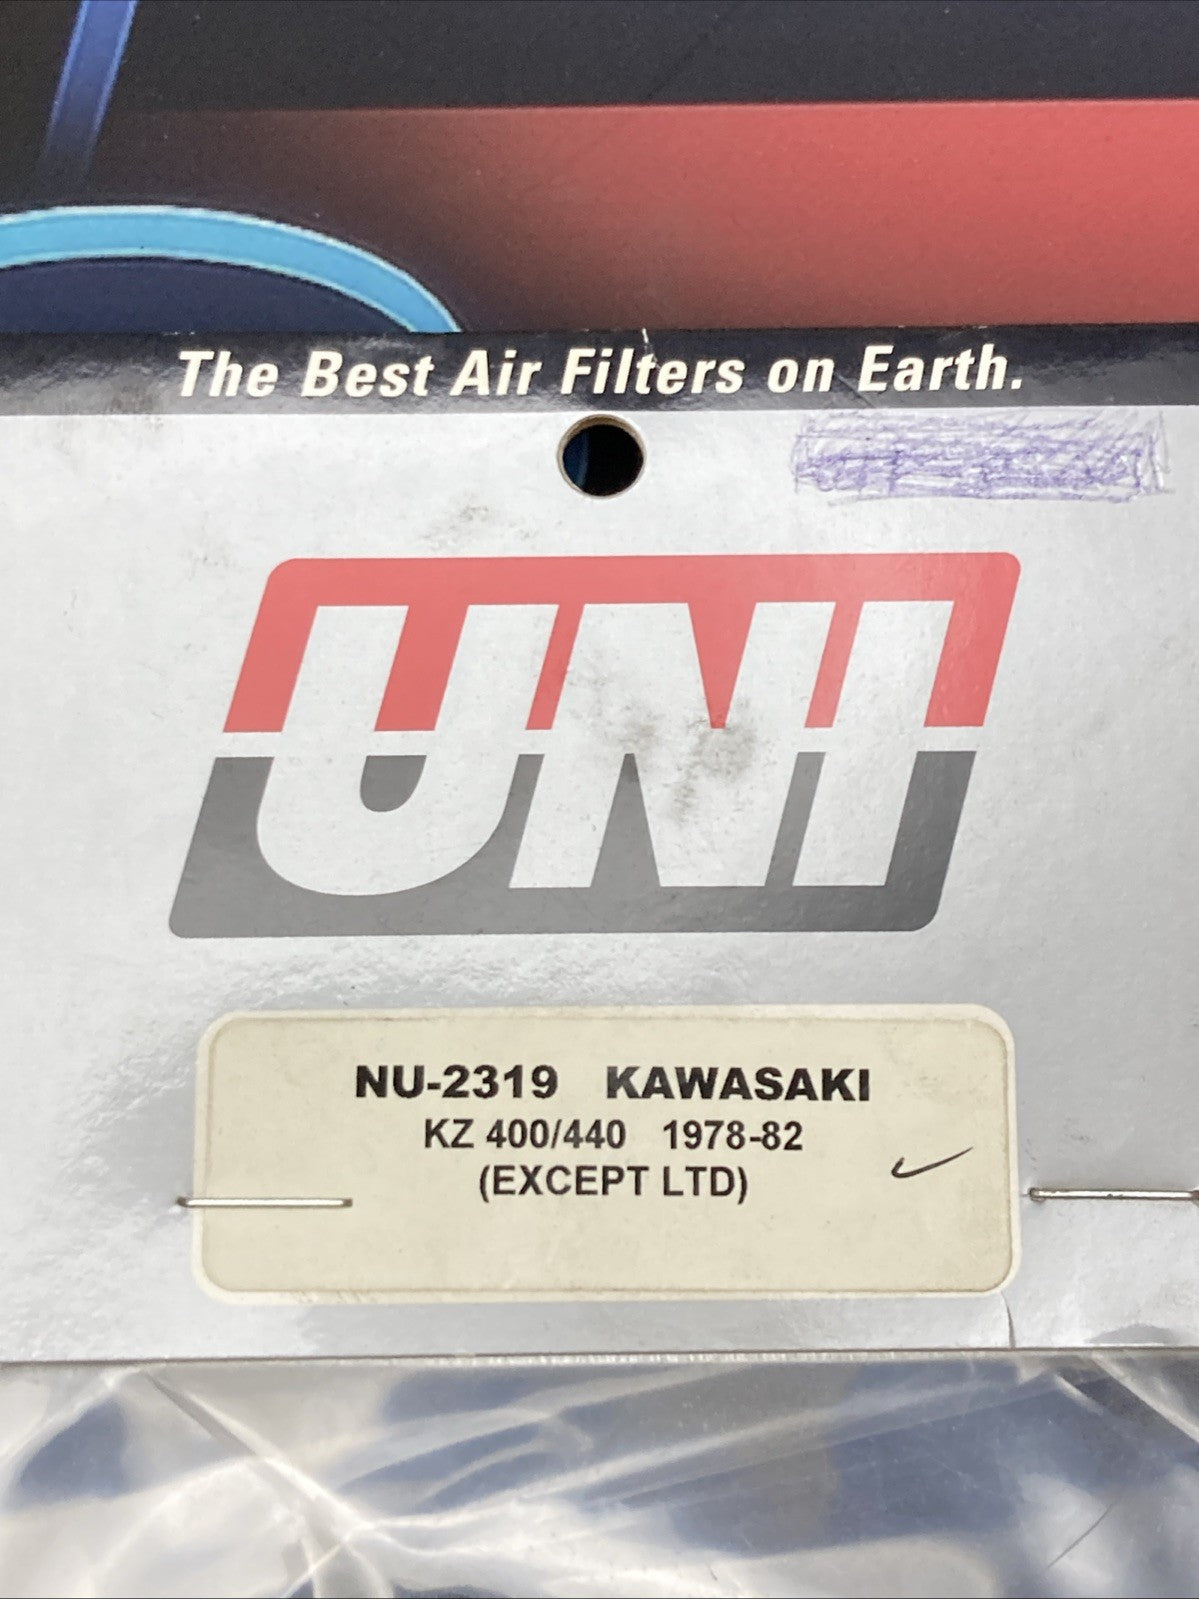 The Best Air Filters on Earth.
UNI
NU-2319 KAWASAKI
KZ 400/440 1978-82
(EXCEPT LTD)